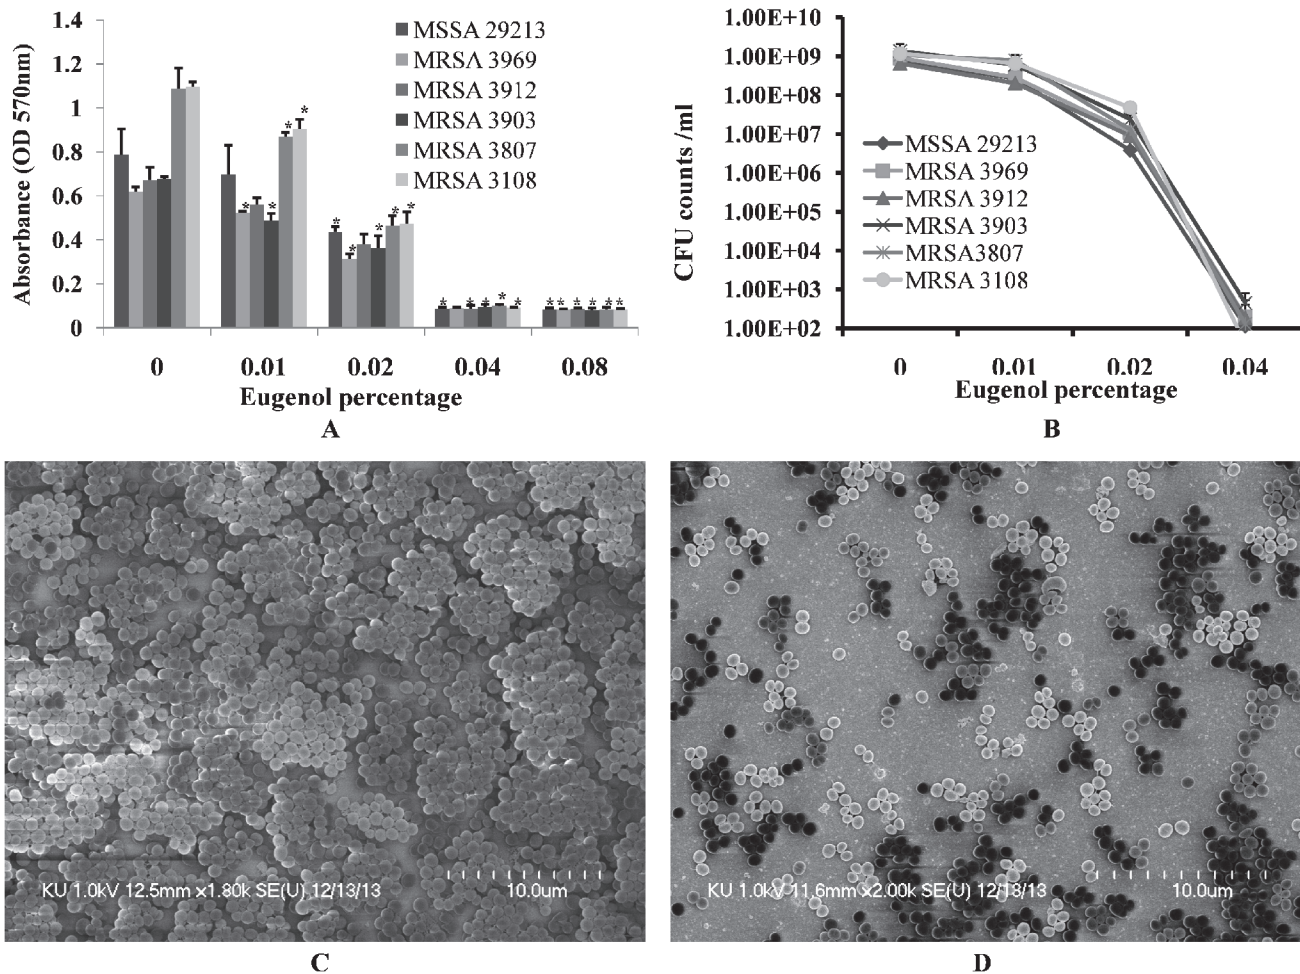 1.4
1.2
1
0.8
0.6
0.4
0.2
0
Absorbance (OD 570nm)
MSSA 29213
MRSA 3969
MRSA 3912
MRSA 3903
MRSA 3807
MRSA 3108
* * * *
* * * * *
* * * * *
** * * **
0 0.01 0.02 0.04 0.08
Eugenol percentage
A
1.00E+10
1.00E+09
1.00E+08
1.00E+07
1.00E+06
1.00E+05
1.00E+04
1.00E+03
1.00E+02
CFU counts /ml
MSSA 29213
MRSA 3969
MRSA 3912
MRSA 3903
MRSA3807
MRSA 3108
0 0.01 0.02 0.04
Eugenol percentage
B
KU 1.0kV 12.5mm x1.80k SE(U) 12/13/13 10.0um
C
KU 1.0kV 11.6mm x2.00k SE(U) 12/13/13 10.0um
D